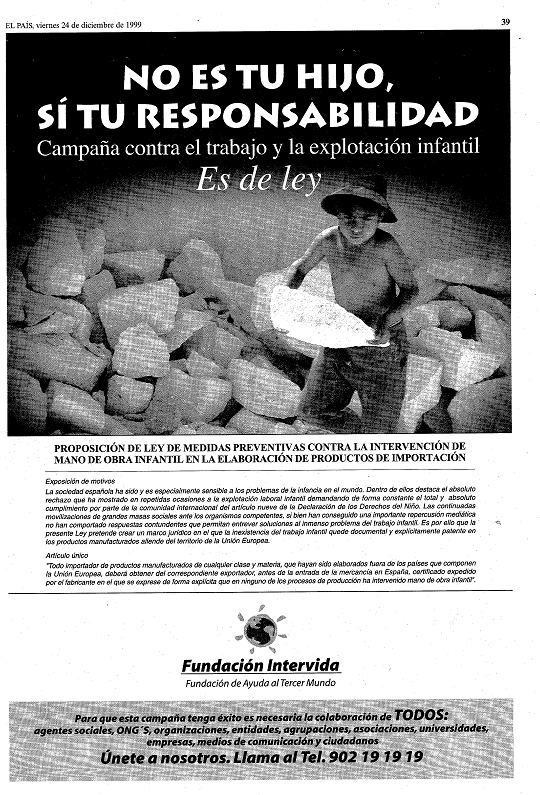 EL PAÍS, viernes 24 de diciembre de 1999
39
NO ES TU HIJO,
SÍ TU RESPONSABILIDAD
Campaña contra el trabajo y la explotación infantil
Es de ley
PROPOSICIÓN DE LEY DE MEDIDAS PREVENTIVAS CONTRA LA INTERVENCIÓN DE
MANO DE OBRA INFANTIL EN LA ELABORACIÓN DE PRODUCTOS DE IMPORTACIÓN
Exposición de motivos
La sociedad española ha sido y es especialmente sensible a los problemas de la infancia en el mundo. Dentro de ellos destaca el absoluto
rechazo que ha mostrado en repetidas ocasiones a la explotación laboral infantil demandando de forma constante el total y absoluto
cumplimiento por parte de la comunidad internacional del artículo nueve de la Declaración de los Derechos del Niño. Las continuadas
movilizaciones de grandes masas sociales ante los organismos competentes, si bien han conseguido una importante repercusión mediática
no han comportado respuestas contundentes que permitan entrever soluciones al inmenso problema del trabajo infantil. Es por ello que la
presente Ley pretende crear un marco jurídico en el que la inexistencia del trabajo infantil quede documental y explícitamente patente en
los productos manufacturados allende del territorio de la Unión Europea.
Artículo único
"Todo importador de productos manufacturados de cualquier clase y materia, que hayan sido elaborados fuera de los países que componen
la Unión Europea, deberá obtener del correspondiente exportador, antes de la entrada de la mercancía en España, certificado expedido
por el fabricante en el que se exprese de forma explícita que en ninguno de los procesos de producción ha intervenido mano de obra infantil".
Fundación Intervida
Fundación de Ayuda al Tercer Mundo
Para que esta campaña tenga éxito es necesaria la colaboración de TODOS:
agentes sociales, ONG´S, organizaciones, entidades, agrupaciones, asociaciones, universidades,
empresas, medios de comunicación y ciudadanos
Únete a nosotros. Llama al Tel. 902 19 19 19